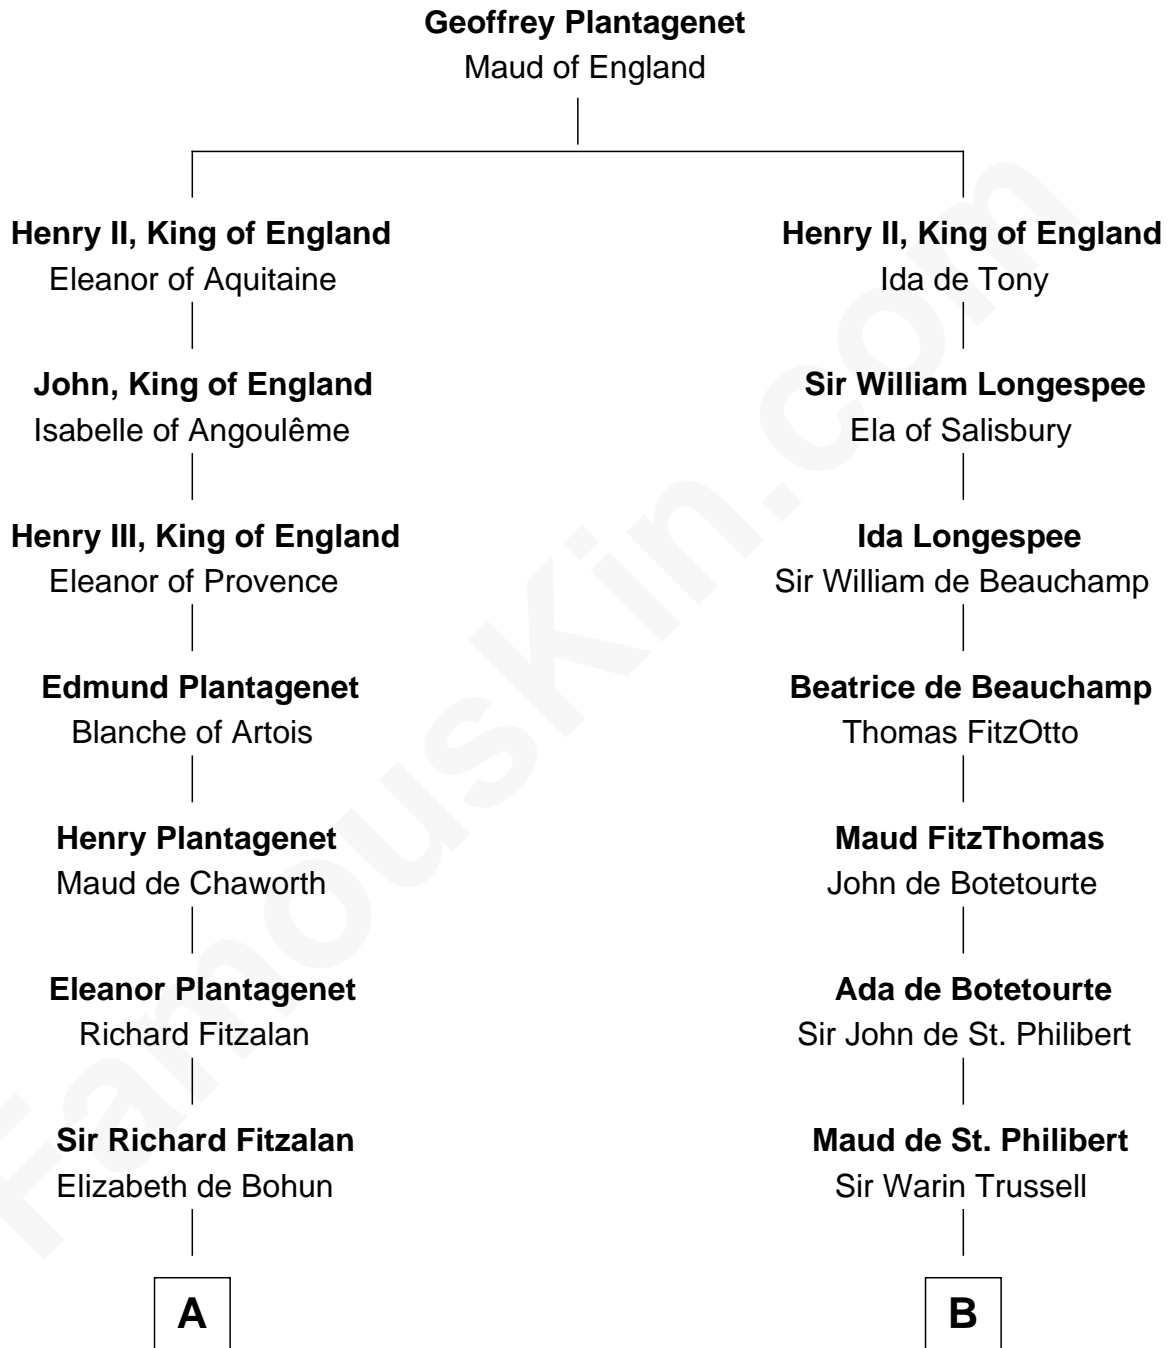 Geoffrey Plantagenet
Maud of England
Henry II, King of England
Eleanor of Aquitaine
John, King of England
Isabelle of Angoulême
Henry III, King of England
Eleanor of Provence
Edmund Plantagenet
Blanche of Artois
Henry Plantagenet
Maud de Chaworth
Eleanor Plantagenet
Richard Fitzalan
Sir Richard Fitzalan
Elizabeth de Bohun
A
Henry II, King of England
Ida de Tony
Sir William Longespee
Ela of Salisbury
Ida Longespee
Sir William de Beauchamp
Beatrice de Beauchamp
Thomas FitzOtto
Maud FitzThomas
John de Botetourte
Ada de Botetourte
Sir John de St. Philibert
Maud de St. Philibert
Sir Warin Trussell
B
FamousKin.com